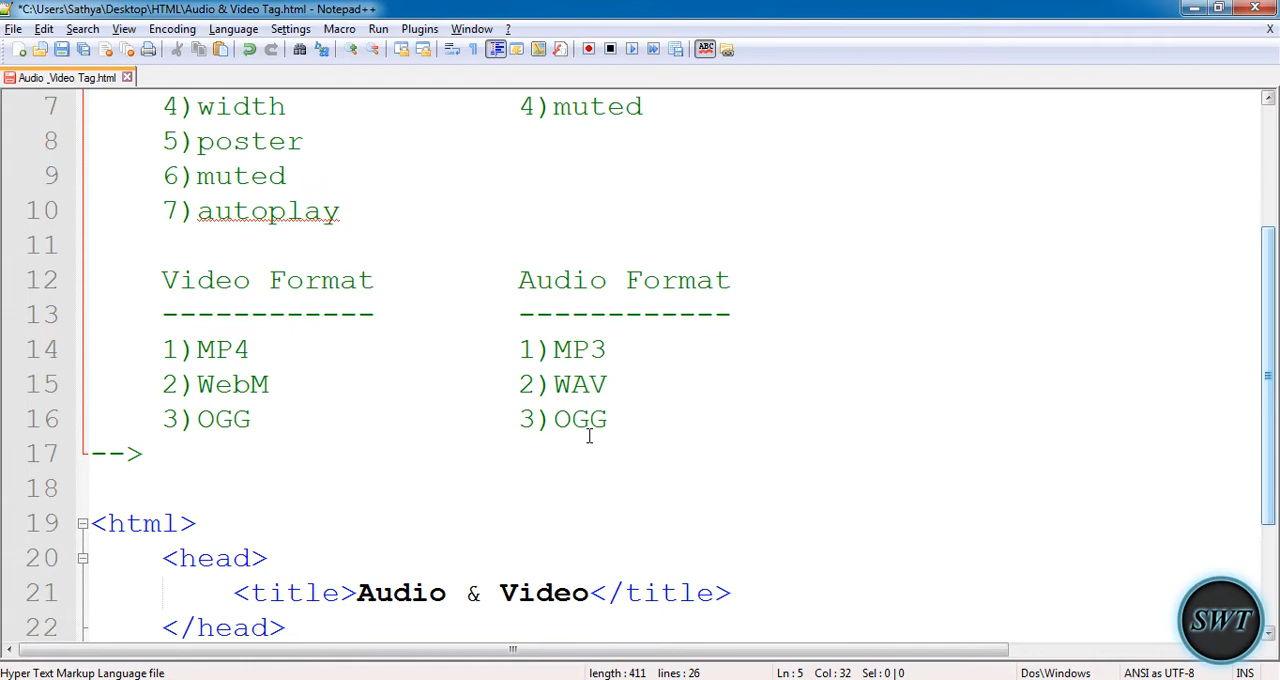 *C:\Users\Sathya\Desktop\HTML\Audio & Video Tag.html - Notepad++
File Edit Search View Encoding Language Settings Macro Run Plugins Window ? X
ABC
Audio _Video Tag.html
7 4)width 4)muted
8 5)poster
9 6)muted
10 7)autoplay
11
12 Video Format Audio Format
13 ------------ ------------
14 1)MP4 1)MP3
15 2)WebM 2)WAV
16 3)OGG 3)OGG
17 -->
18
19 <html>
20 <head>
21 <title>Audio & Video</title>
22 </head>
SWT
Hyper Text Markup Language file length : 411 lines : 26 Ln : 5 Col : 32 Sel : 0 | 0 Dos\Windows ANSI as UTF-8 INS